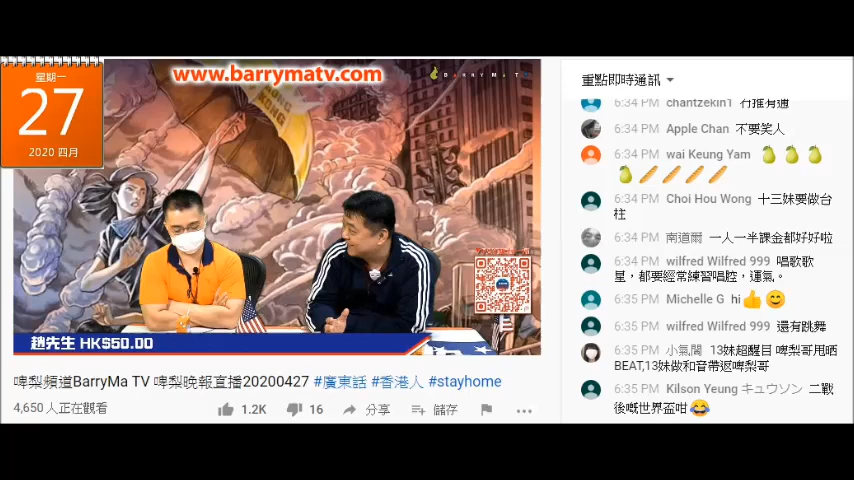 www.barrymatv.com
BARRYMATV
星期一
27
2020 四月
趙先生 HK$50.00
啤梨頻道BarryMa TV 啤梨晚報直播20200427 #廣東話 #香港人 #stayhome
4,650 人正在觀看
1.2K
16
分享
儲存
重點即時通訊
6:34 PM chantzekin1 冇推有通
6:34 PM Apple Chan 不要笑人
6:34 PM wai Keung Yam 🍐🍐🍐
🍐🥖🥖🥖🥖
6:34 PM Choi Hou Wong 十三妹要做台
柱
6:34 PM 南道爾 一人一半課金都好好啦
6:34 PM wilfred Wilfred 999 唱歌歌
星，都要經常練習唱腔，運氣。
6:35 PM Michelle G hi👍😊
6:35 PM wilfred Wilfred 999 還有跳舞
6:35 PM 小氣閪 13妹超醒目 啤梨哥甩晒
BEAT,13妹做和音帶返啤梨哥
6:35 PM Kilson Yeung キュウソン 二戰
後嘅世界盃咁😂